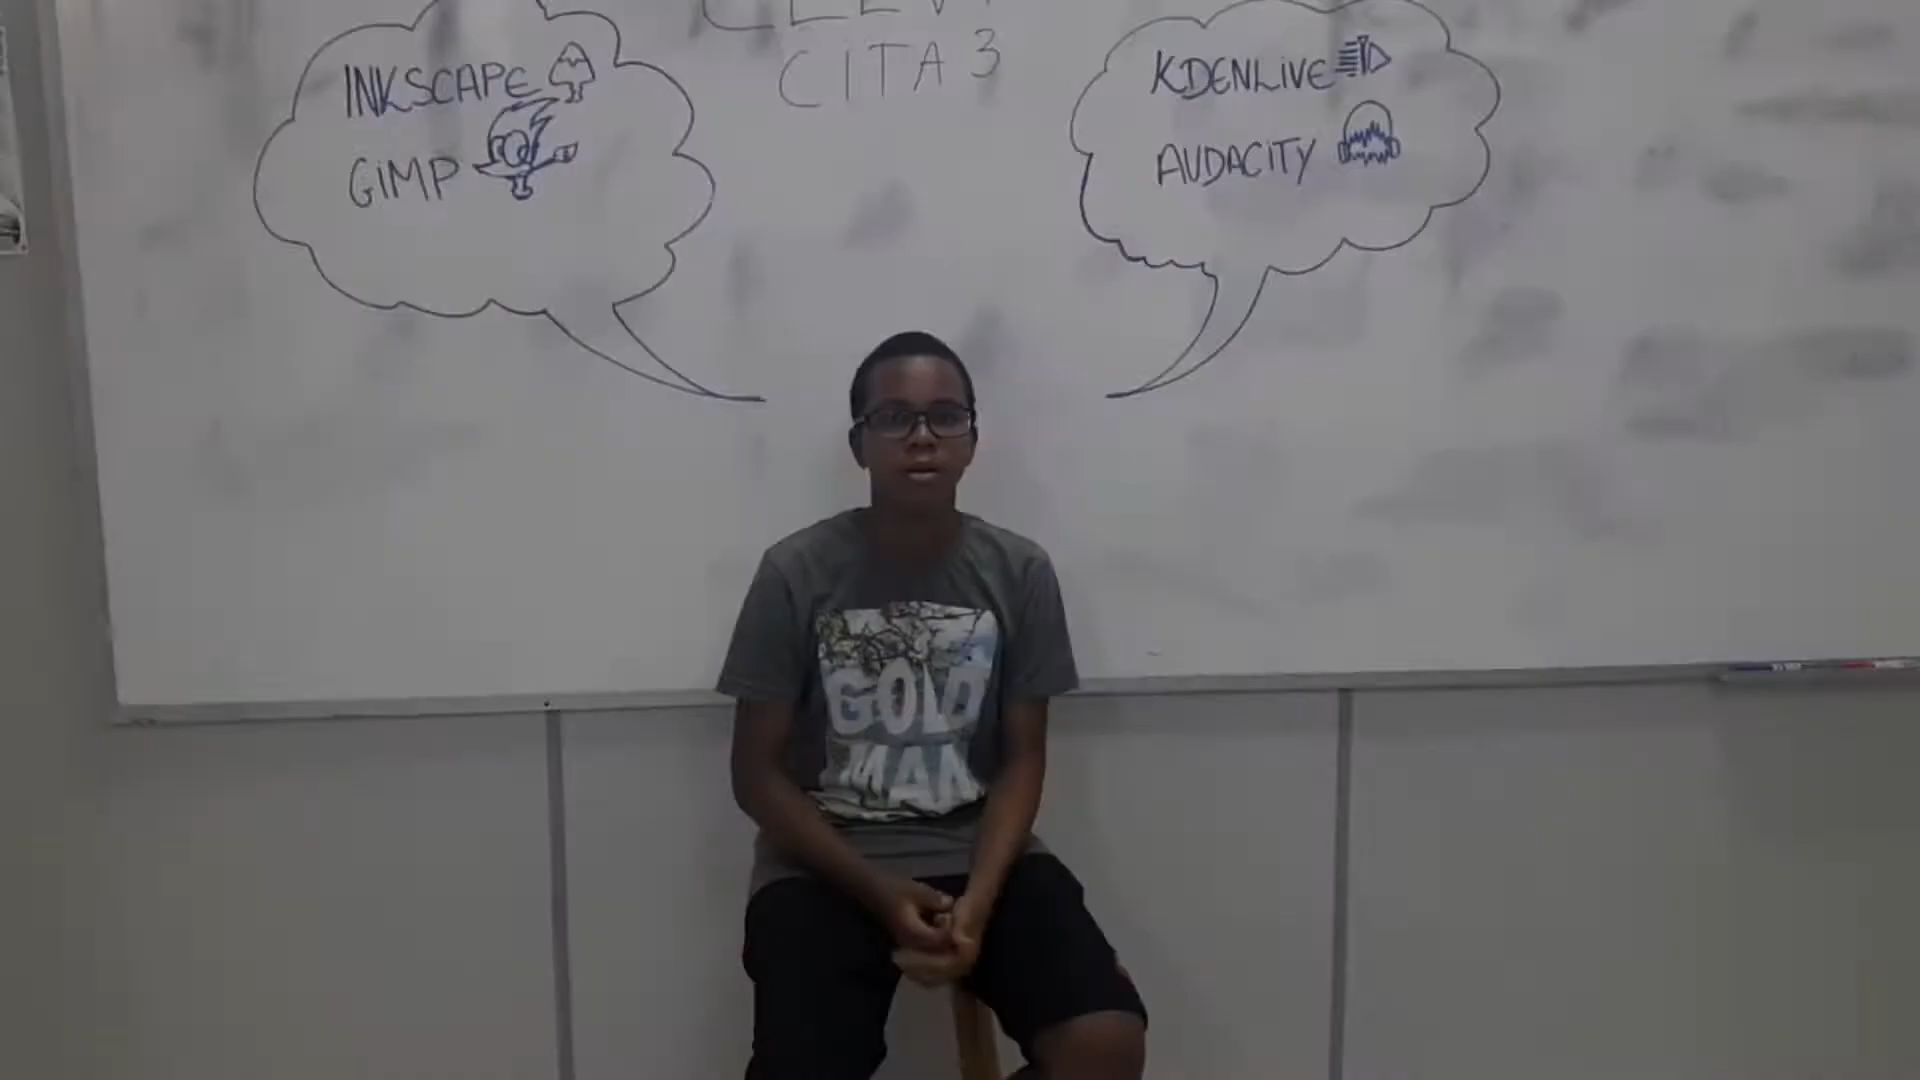 CITA 3
INKSCAPE
GIMP
KDENLIVE
AUDACITY
GOLD
MAN